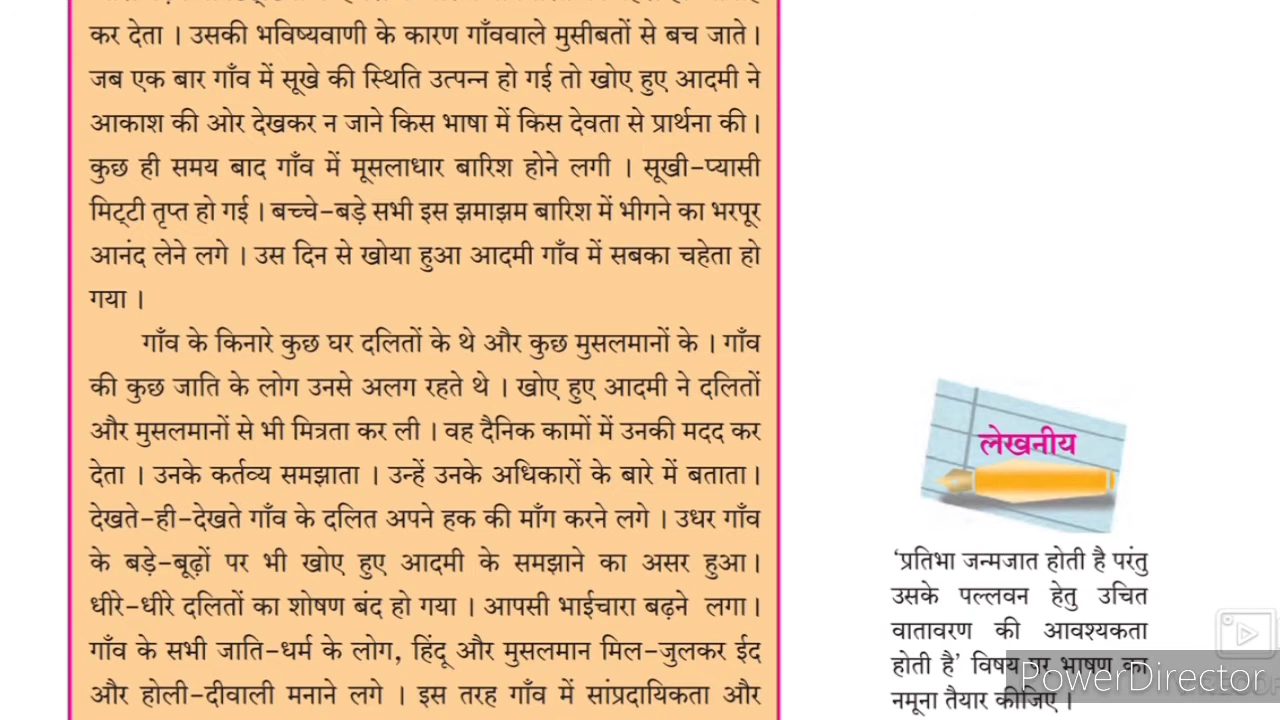 कर देता । उसकी भविष्यवाणी के कारण गाँववाले मुसीबतों से बच जाते ।
जब एक बार गाँव में सूखे की स्थिति उत्पन्न हो गई तो खोए हुए आदमी ने
आकाश की ओर देखकर न जाने किस भाषा में किस देवता से प्रार्थना की ।
कुछ ही समय बाद गाँव में मूसलाधार बारिश होने लगी । सूखी-प्यासी
मिट्टी तृप्त हो गई । बच्चे-बड़े सभी इस झमाझम बारिश में भीगने का भरपूर
आनंद लेने लगे । उस दिन से खोया हुआ आदमी गाँव में सबका चहेता हो
गया ।
गाँव के किनारे कुछ घर दलितों के थे और कुछ मुसलमानों के । गाँव
की कुछ जाति के लोग उनसे अलग रहते थे । खोए हुए आदमी ने दलितों
और मुसलमानों से भी मित्रता कर ली । वह दैनिक कामों में उनकी मदद कर
देता । उनके कर्तव्य समझाता । उन्हें उनके अधिकारों के बारे में बताता ।
देखते-ही-देखते गाँव के दलित अपने हक की माँग करने लगे । उधर गाँव
के बड़े-बूढ़ों पर भी खोए हुए आदमी के समझाने का असर हुआ ।
धीरे-धीरे दलितों का शोषण बंद हो गया । आपसी भाईचारा बढ़ने लगा ।
गाँव के सभी जाति-धर्म के लोग, हिंदू और मुसलमान मिल-जुलकर ईद
और होली-दीवाली मनाने लगे । इस तरह गाँव में सांप्रदायिकता और
लेखनीय
‘प्रतिभा जन्मजात होती है परंतु
उसके पल्लवन हेतु उचित
वातावरण की आवश्यकता
होती है’ विषय पर भाषण का
नमूना तैयार कीजिए ।
PowerDirector